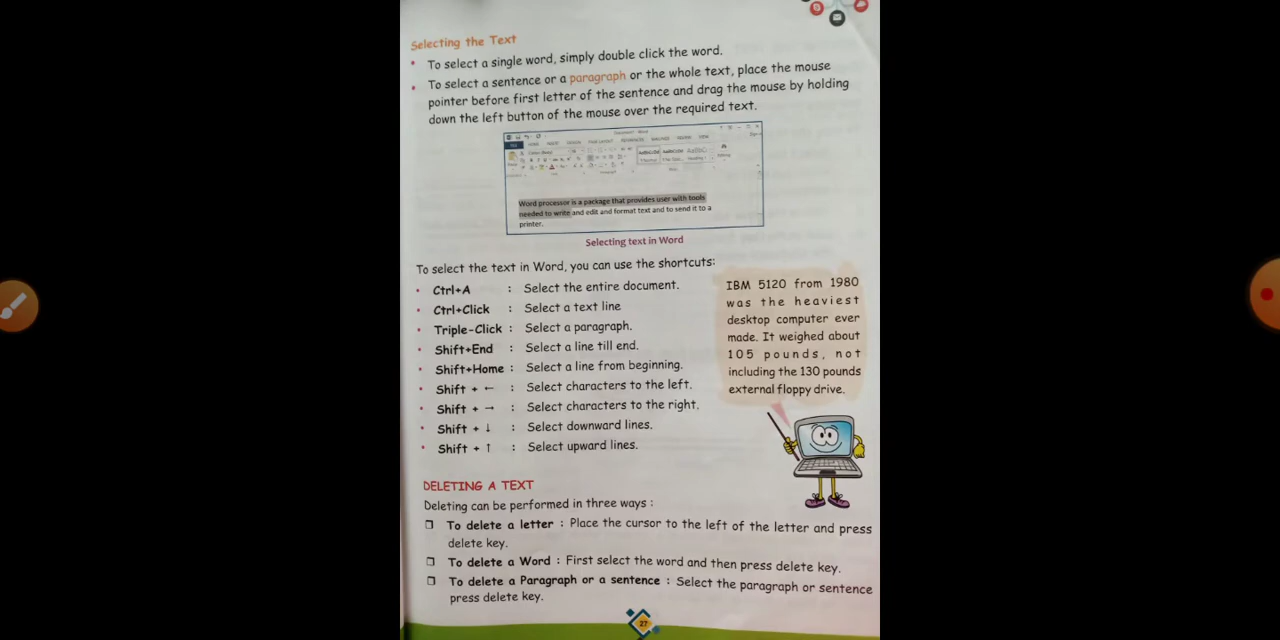 Selecting the Text
• To select a single word, simply double click the word.
• To select a sentence or a paragraph or the whole text, place the mouse
pointer before first letter of the sentence and drag the mouse by holding
down the left button of the mouse over the required text.
Word processor is a package that provides user with tools
needed to write and edit and format text and to send it to a
printer.
Selecting text in Word
To select the text in Word, you can use the shortcuts:
• Ctrl+A : Select the entire document.
• Ctrl+Click : Select a text line
• Triple-Click : Select a paragraph.
• Shift+End : Select a line till end.
• Shift+Home : Select a line from beginning.
• Shift + ← : Select characters to the left.
• Shift + → : Select characters to the right.
• Shift + ↓ : Select downward lines.
• Shift + ↑ : Select upward lines.
IBM 5120 from 1980
was the heaviest
desktop computer ever
made. It weighed about
105 pounds, not
including the 130 pounds
external floppy drive.
DELETING A TEXT
Deleting can be performed in three ways :
❒ To delete a letter : Place the cursor to the left of the letter and press
delete key.
❒ To delete a Word : First select the word and then press delete key.
❒ To delete a Paragraph or a sentence : Select the paragraph or sentence
press delete key.
27